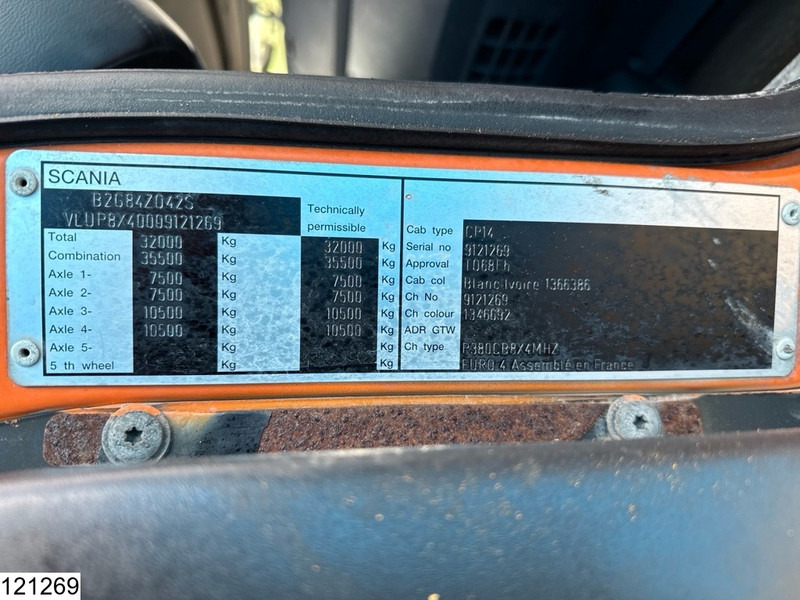 SCANIA
B2G84Z042S
VLUP8X40009121269
Technically
permissible
Total 32000 Kg 32000 Kg
Combination 35500 Kg 35500 Kg
Axle 1- 7500 Kg 7500 Kg
Axle 2- 7500 Kg 7500 Kg
Axle 3- 10500 Kg 10500 Kg
Axle 4- 10500 Kg 10500 Kg
Axle 5- Kg Kg
5 th wheel Kg Kg
Cab type CP14
Serial no 9121269
Approval
Cab col Blanc-Ivoire 1366386
Ch No 9121269
Ch colour 1346692
ADR GTW
Ch type P380CB8X4MHZ
EURO 4 Assemblé en France
121269